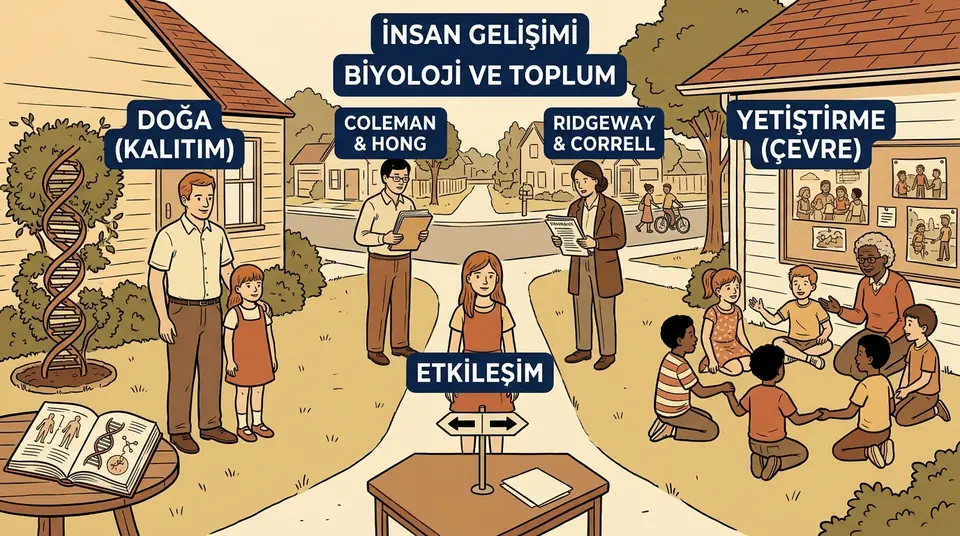 İNSAN GELİŞİMİ
BİYOLOJİ VE TOPLUM
DOĞA
(KALITIM)
COLEMAN
& HONG
RIDGEWAY
& CORRELL
YETİŞTİRME
(ÇEVRE)
ETKİLEŞİM